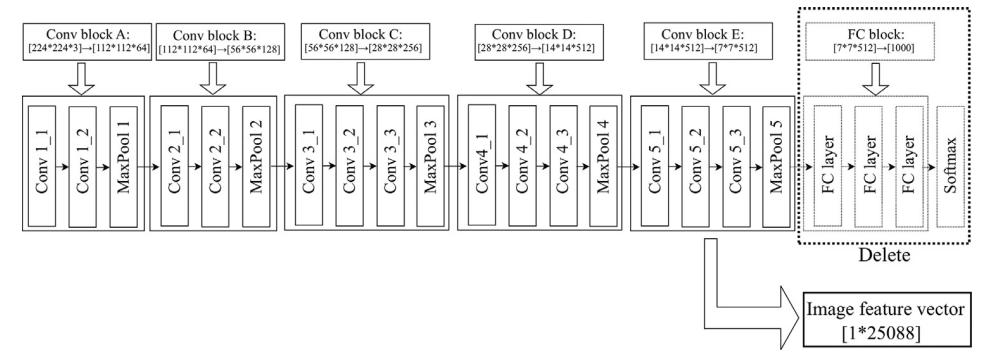 Conv block A:
[224*224*3]→[112*112*64]
Conv block B:
[112*112*64]→[56*56*128]
Conv block C:
[56*56*128]→[28*28*256]
Conv block D:
[28*28*256]→[14*14*512]
Conv block E:
[14*14*512]→[7*7*512]
FC block:
[7*7*512]→[1000]
Conv 1_1
Conv 1_2
MaxPool 1
Conv 2_1
Conv 2_2
MaxPool 2
Conv 3_1
Conv 3_2
Conv 3_3
MaxPool 3
Conv4_1
Conv 4_2
Conv 4_3
MaxPool 4
Conv 5_1
Conv 5_2
Conv 5_3
MaxPool 5
FC layer
FC layer
FC layer
Softmax
Delete
Image feature vector
[1*25088]